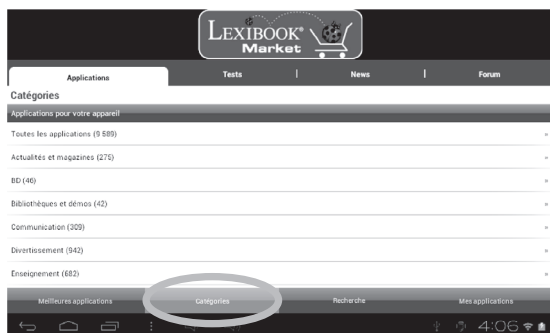 LEXIBOOK®
Market
Applications Tests | News | Forum
Catégories
Applications pour votre appareil
Toutes les applications (9 589)
Actualités et magazines (275)
BD (46)
Bibliothèques et démos (42)
Communication (309)
Divertissement (942)
Enseignement (682)
Meilleures applications Catégories Recherche Mes applications
4:06